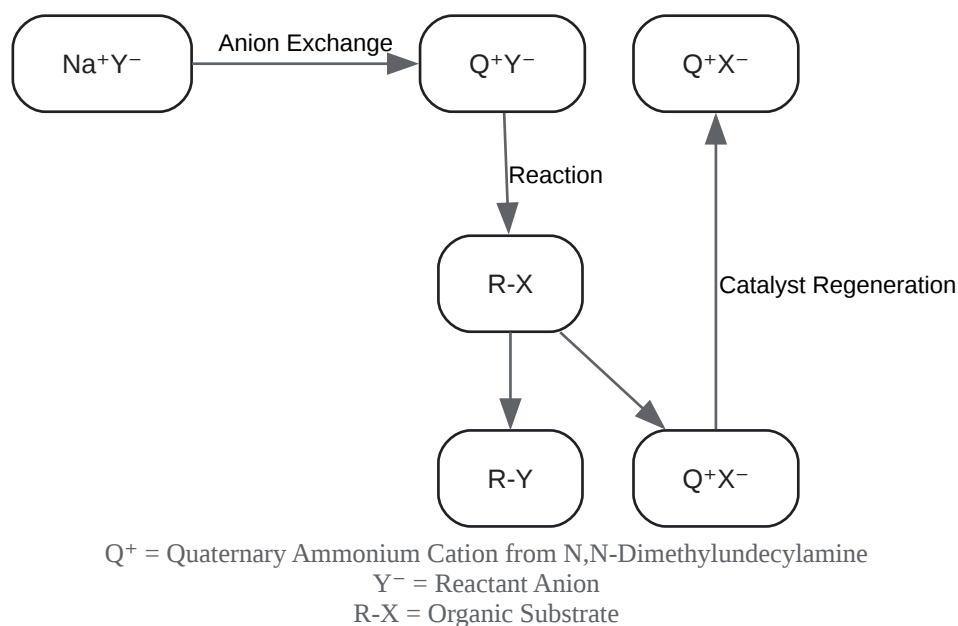 Na⁺Y⁻
Anion Exchange
Q⁺Y⁻
Q⁺X⁻
Reaction
R-X
Catalyst Regeneration
R-Y
Q⁺X⁻
Q⁺ = Quaternary Ammonium Cation from N,N-Dimethylundecylamine
Y⁻ = Reactant Anion
R-X = Organic Substrate